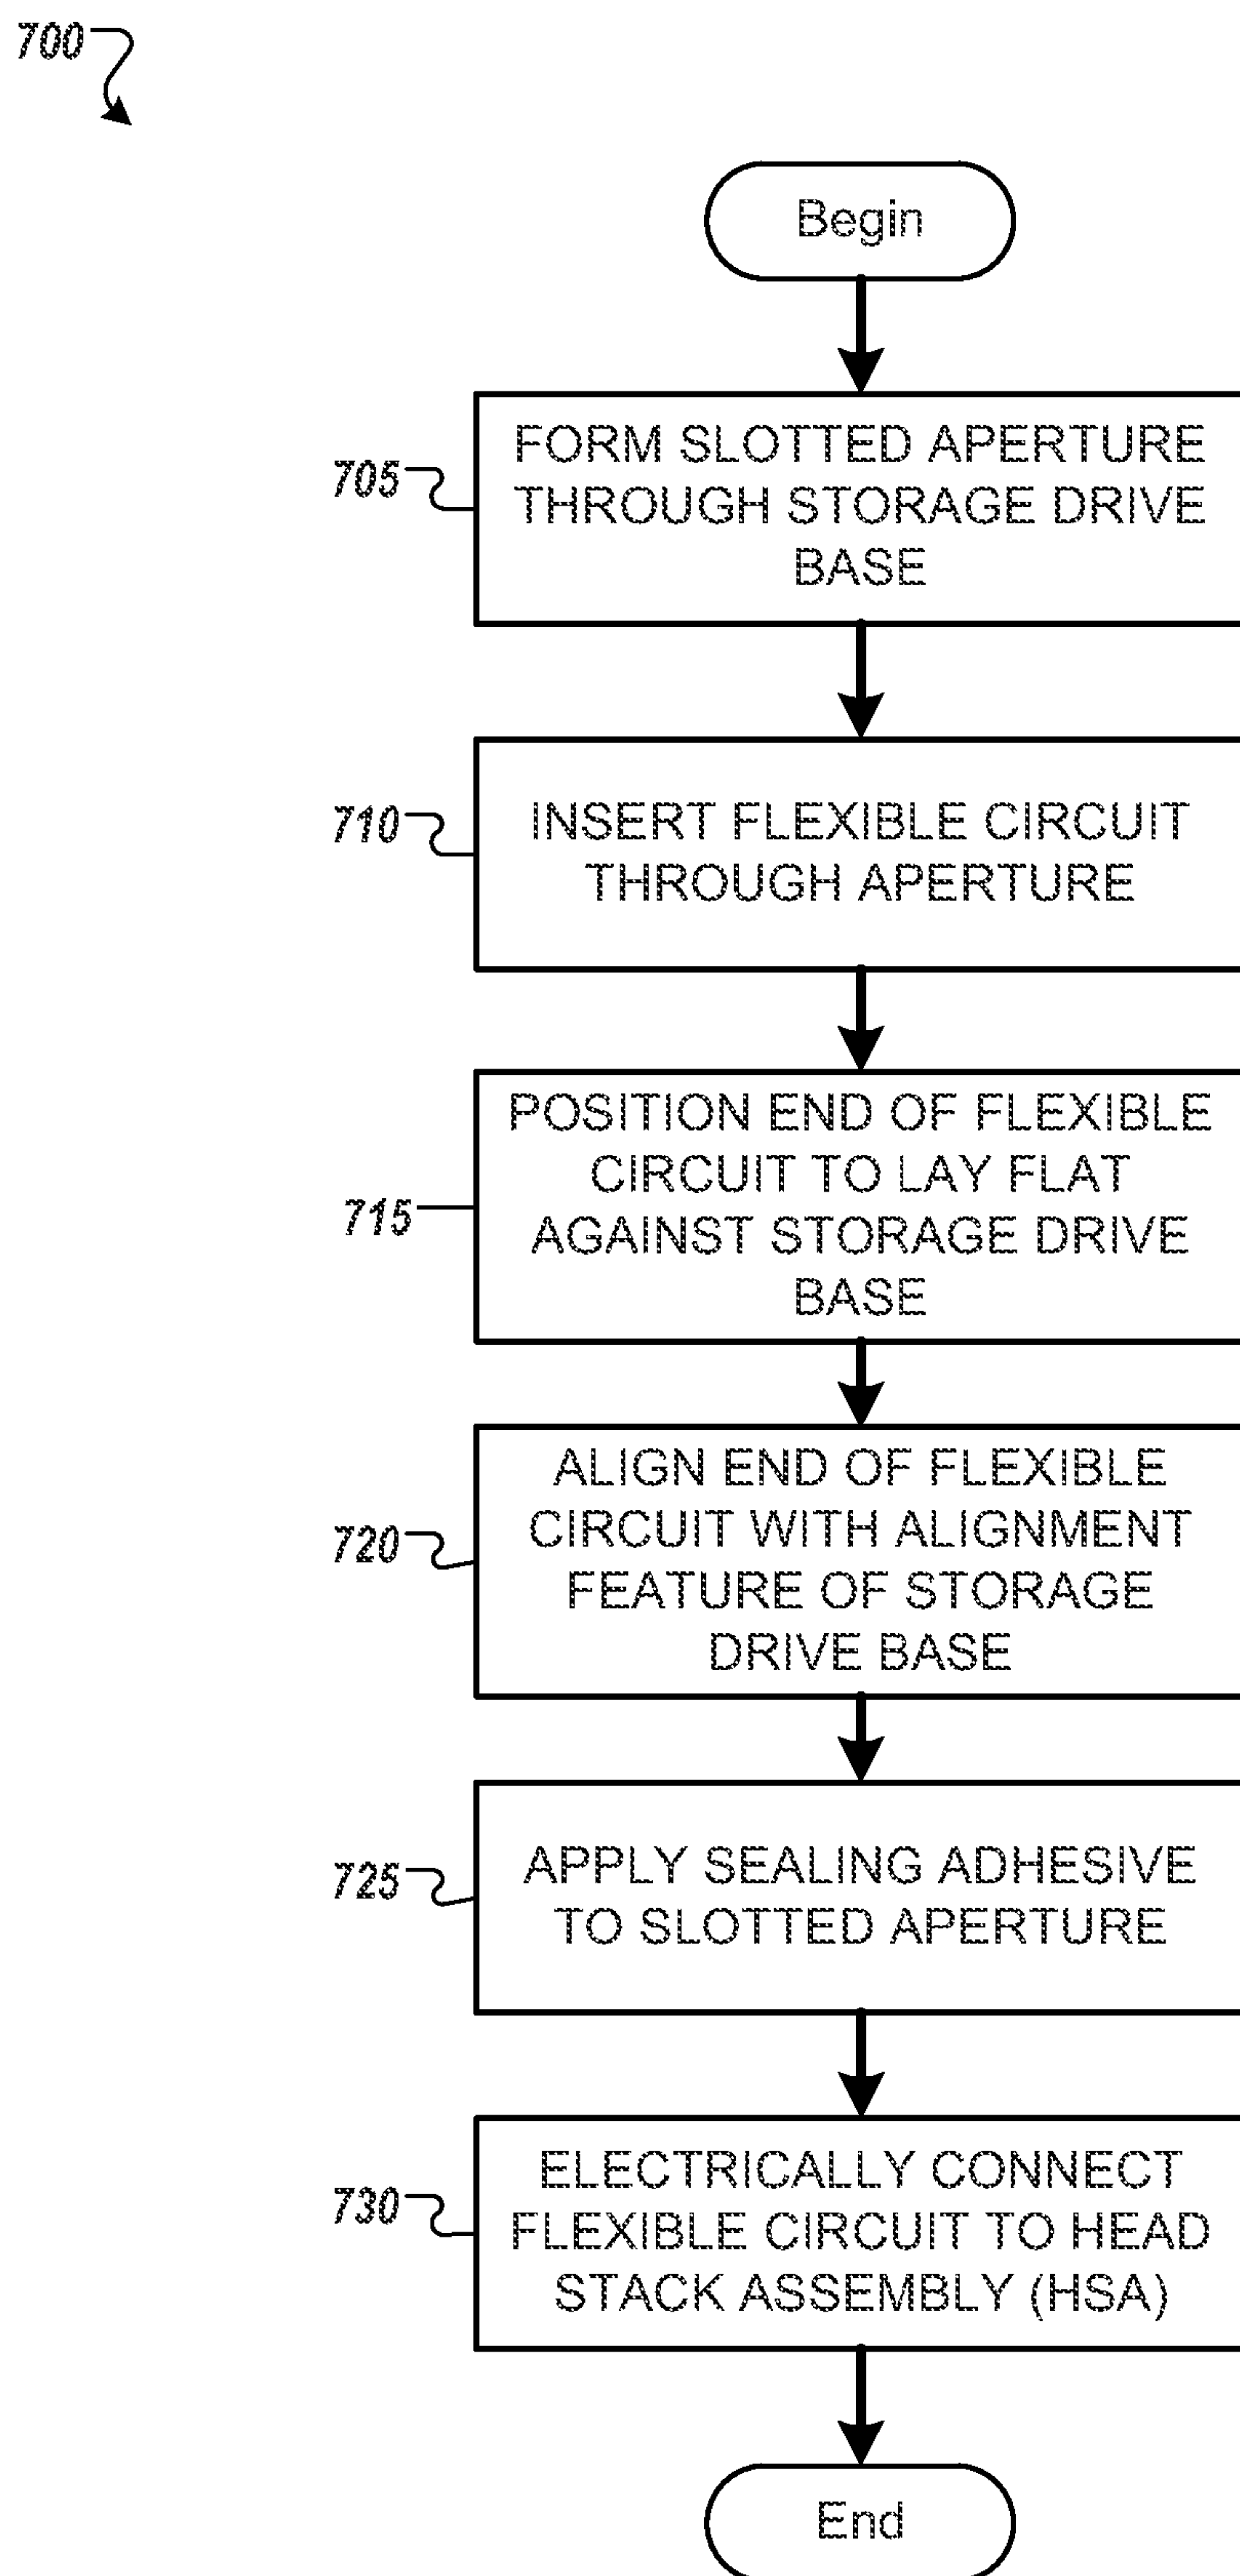 700
Begin
705
FORM SLOTTED APERTURE
THROUGH STORAGE DRIVE
BASE
710
INSERT FLEXIBLE CIRCUIT
THROUGH APERTURE
715
POSITION END OF FLEXIBLE
CIRCUIT TO LAY FLAT
AGAINST STORAGE DRIVE
BASE
720
ALIGN END OF FLEXIBLE
CIRCUIT WITH ALIGNMENT
FEATURE OF STORAGE
DRIVE BASE
725
APPLY SEALING ADHESIVE
TO SLOTTED APERTURE
730
ELECTRICALLY CONNECT
FLEXIBLE CIRCUIT TO HEAD
STACK ASSEMBLY (HSA)
End